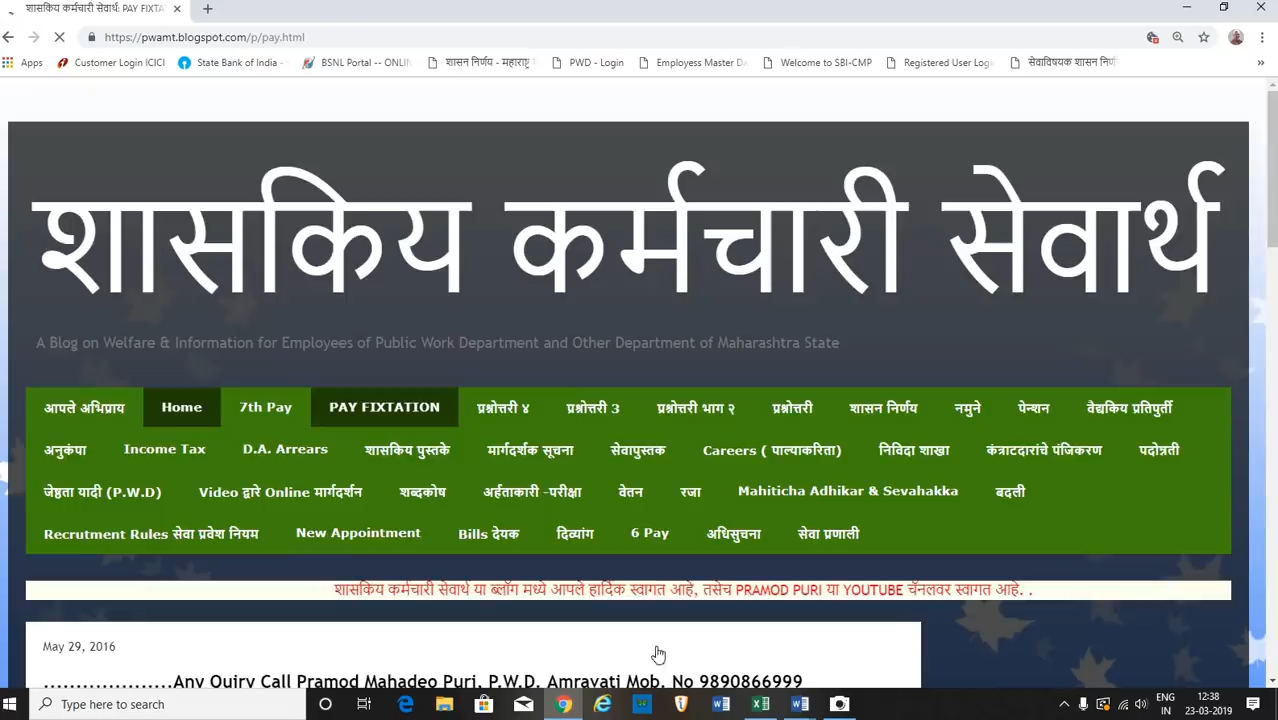 शासकिय कर्मचारी सेवार्थ: PAY FIXTA
https://pwamt.blogspot.com/p/pay.html
Apps Customer Login ICICI State Bank of India - BSNL Portal -- ONLI शासन निर्णय - महाराष्ट्र PWD - Login Employess Master Da Welcome to SBI-CMP Registered User Logi सेवाविषयक शासन निर्ण »
शासकिय कर्मचारी सेवार्थ
A Blog on Welfare & Information for Employees of Public Work Department and Other Department of Maharashtra State
आपले अभिप्राय Home 7th Pay PAY FIXTATION प्रश्नोत्तरी ४ प्रश्नोत्तरी 3 प्रश्नोत्तरी भाग २ प्रश्नोत्तरी शासन निर्णय नमुने पेन्शन वैद्यकिय प्रतिपुर्ती
अनुकंपा Income Tax D.A. Arrears शासकिय पुस्तके मार्गदर्शक सूचना सेवापुस्तक Careers ( पाल्याकरिता) निविदा शाखा कंत्राटदारांचे पंजिकरण पदोन्नती
जेष्ठता यादी (P.W.D) Video द्वारे Online मार्गदर्शन शब्दकोष अर्हताकारी -परीक्षा वेतन रजा Mahiticha Adhikar & Sevahakka बदली
Recrutment Rules सेवा प्रवेश नियम New Appointment Bills देयक दिव्यांग 6 Pay अधिसुचना सेवा प्रणाली
शासकिय कर्मचारी सेवार्थ या ब्लॉग मध्ये आपले हार्दिक स्वागत आहे, तसेच PRAMOD PURI या YOUTUBE चॅनलवर स्वागत आहे. .
May 29, 2016
....................Any Quiry Call Pramod Mahadeo Puri, P.W.D. Amravati Mob. No 9890866999
Type here to search
ENG
IN
12:38
23-03-2019